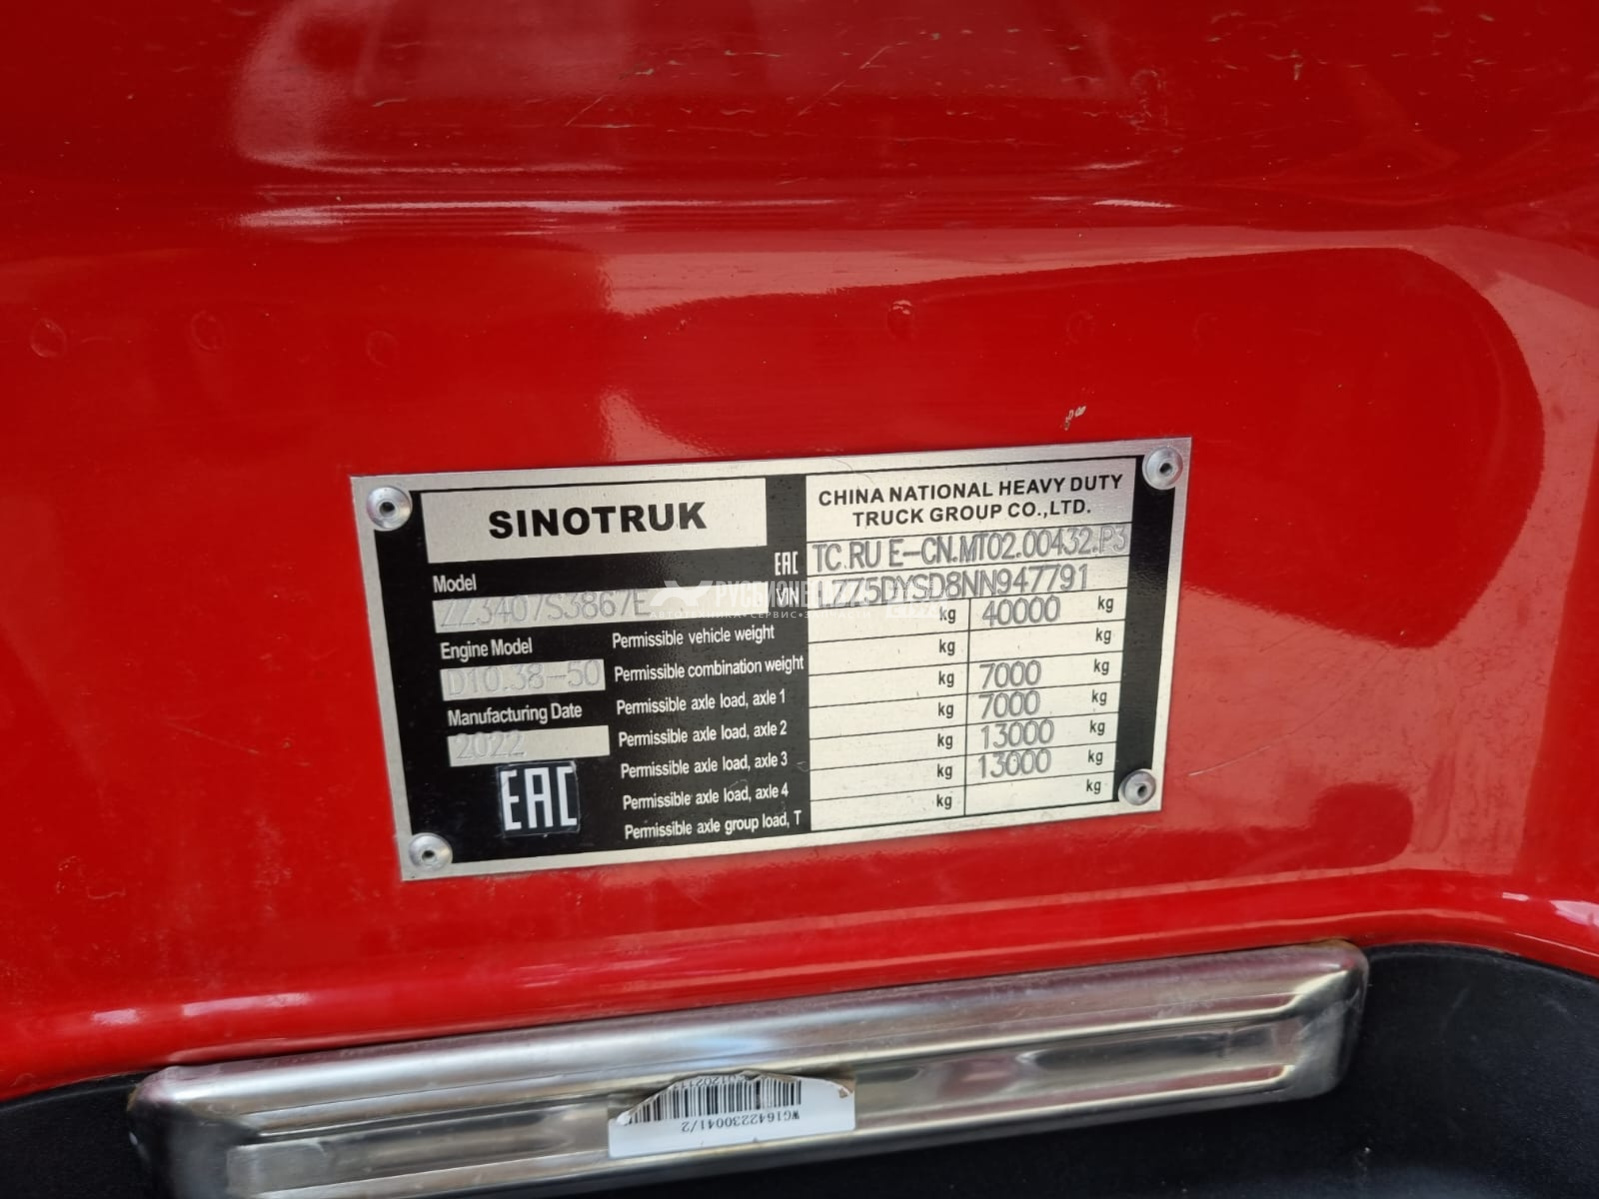 SINOTRUK
CHINA NATIONAL HEAVY DUTY
TRUCK GROUP CO.,LTD.
EAC TC RU E-CN.MT02.00432.P3
VIN LZZ5DYSD8NN947791
Model
ZZ3407S3867E
РУСБИЗНЕС
Engine Model
D10.38-50
Manufacturing Date
2022
EAC
Permissible vehicle weight kg 40000 kg
Permissible combination weight kg kg
Permissible axle load, axle 1 kg 7000 kg
Permissible axle load, axle 2 kg 7000 kg
Permissible axle load, axle 3 kg 13000 kg
Permissible axle load, axle 4 kg 13000 kg
Permissible axle group load, T kg kg
WG1642230041/2